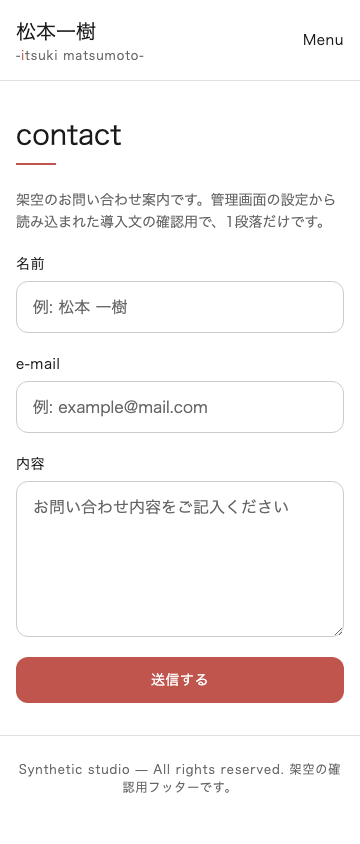 松本一樹
-itsuki matsumoto-
Menu
contact
架空のお問い合わせ案内です。管理画面の設定から
読み込まれた導入文の確認用で、1段落だけです。
名前
例: 松本 一樹
e-mail
例: example@mail.com
内容
お問い合わせ内容をご記入ください
送信する
Synthetic studio — All rights reserved. 架空の確
認用フッターです。